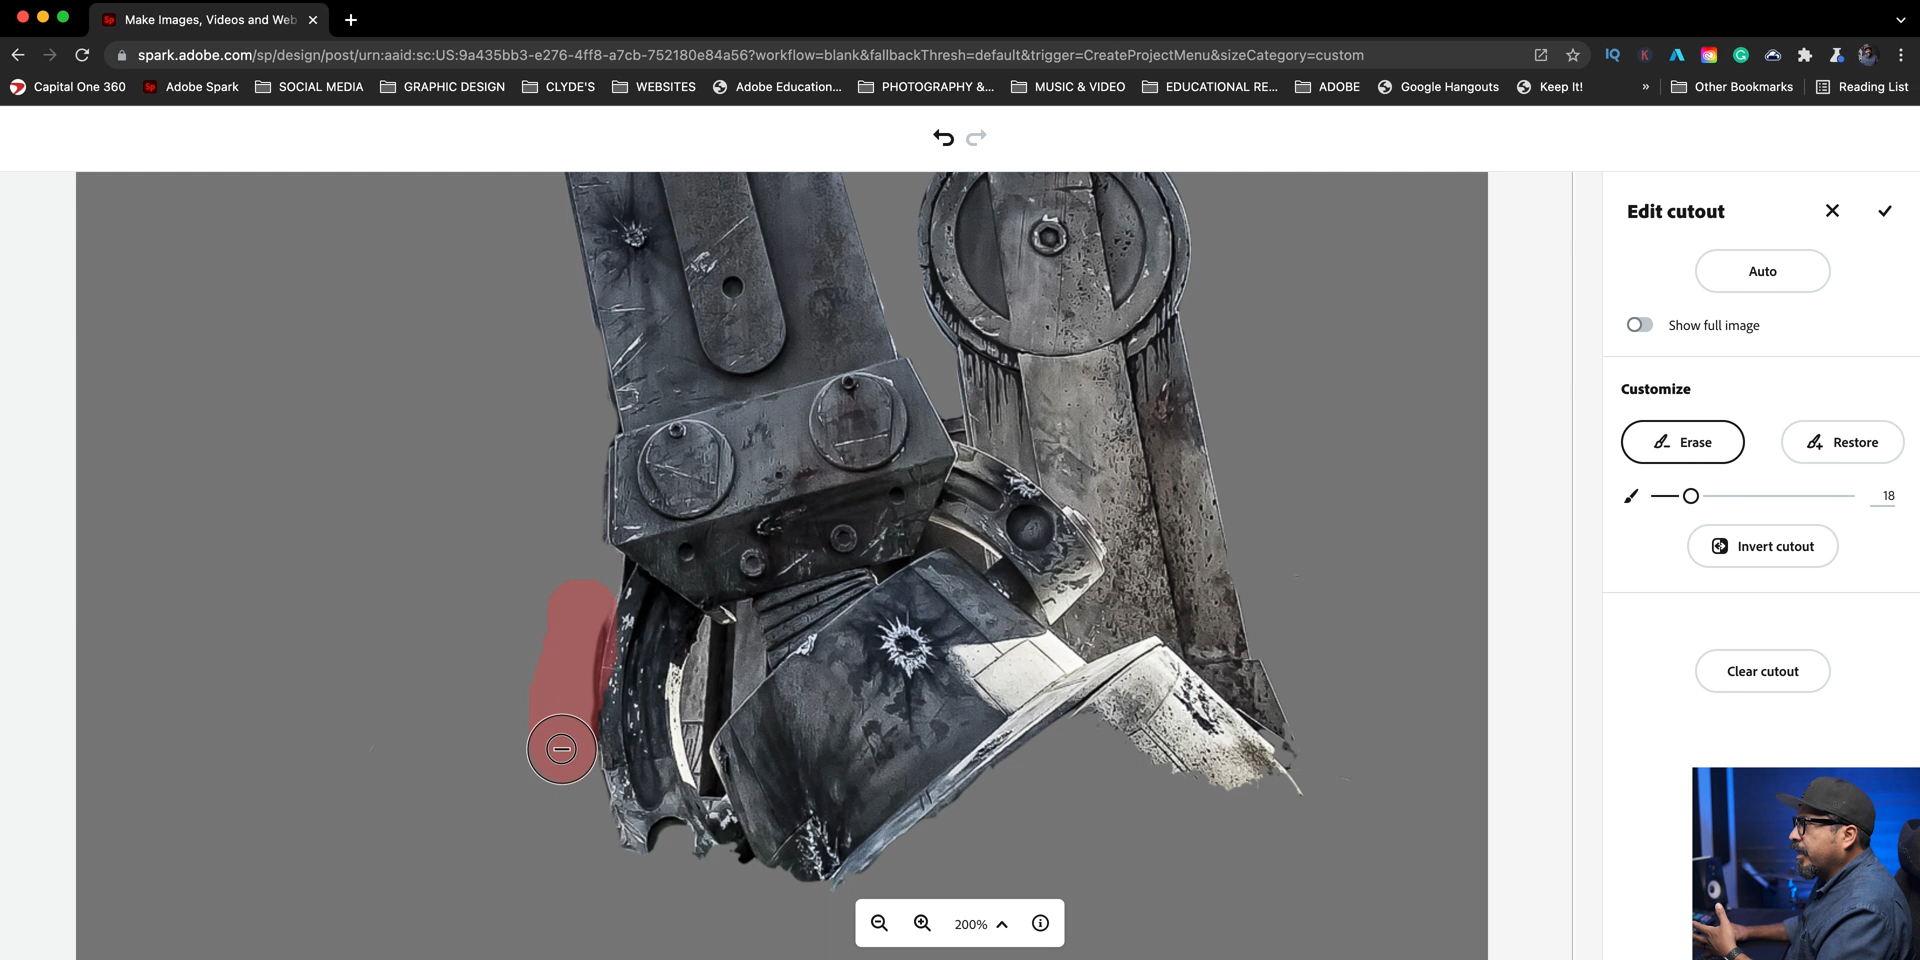 Sp Make Images, Videos and Web
spark.adobe.com/sp/design/post/urn:aaid:sc:US:9a435bb3-e276-4ff8-a7cb-752180e84a56?workflow=blank&fallbackThresh=default&trigger=CreateProjectMenu&sizeCategory=custom IQ K
Capital One 360 Sp Adobe Spark SOCIAL MEDIA GRAPHIC DESIGN CLYDE'S WEBSITES Adobe Education... PHOTOGRAPHY &... MUSIC & VIDEO EDUCATIONAL RE... ADOBE Google Hangouts Keep It! » Other Bookmarks Reading List
Edit cutout
Auto
Show full image
Customize
Erase Restore
18
Invert cutout
Clear cutout
200%